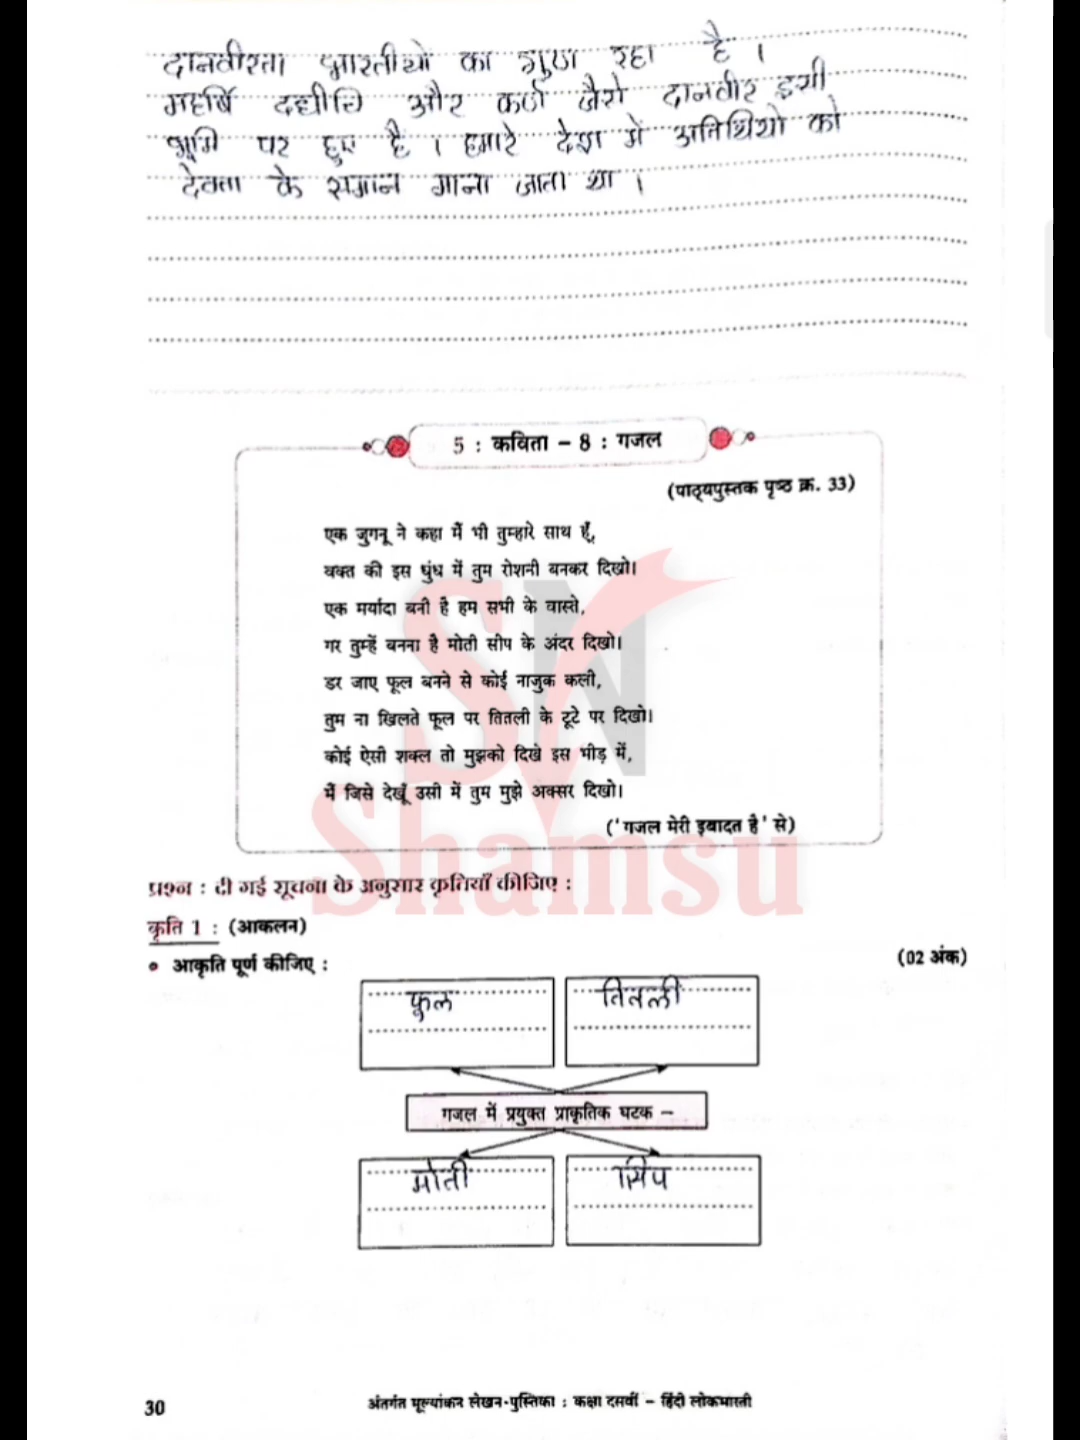 दानवीरता भारतीयो का गुण रहा है ।
महर्षि दधीचि और कर्ण जैसे दानवीर इसी
भूमि पर हुए है । हमारे देश में अतिथियो को
देवता के समान माना जाता था ।
5 : कविता – 8 : गजल
(पाठ्यपुस्तक पृष्ठ क्र. 33)
एक जुगनू ने कहा मैं भी तुम्हारे साथ हूँ,
वक्त की इस धुंध में तुम रोशनी बनकर दिखो।
एक मर्यादा बनी है हम सभी के वास्ते,
गर तुम्हें बनना है मोती सीप के अंदर दिखो।
डर जाए फूल बनने से कोई नाजुक कली,
तुम ना खिलते फूल पर तितली के टूटे पर दिखो।
कोई ऐसी शक्ल तो मुझको दिखे इस भीड़ में,
मैं जिसे देखूँ उसी में तुम मुझे अक्सर दिखो।
('गजल मेरी इबादत है' से)
SN
Shamsu
प्रश्न : दी गई सूचना के अनुसार कृतियाँ कीजिए :
कृति 1 : (आकलन)
• आकृति पूर्ण कीजिए : (02 अंक)
फूल तितली
गजल में प्रयुक्त प्राकृतिक घटक –
मोती सिप
30 अंतर्गत मूल्यांकन लेखन-पुस्तिका : कक्षा दसवीं – हिंदी लोकभारती